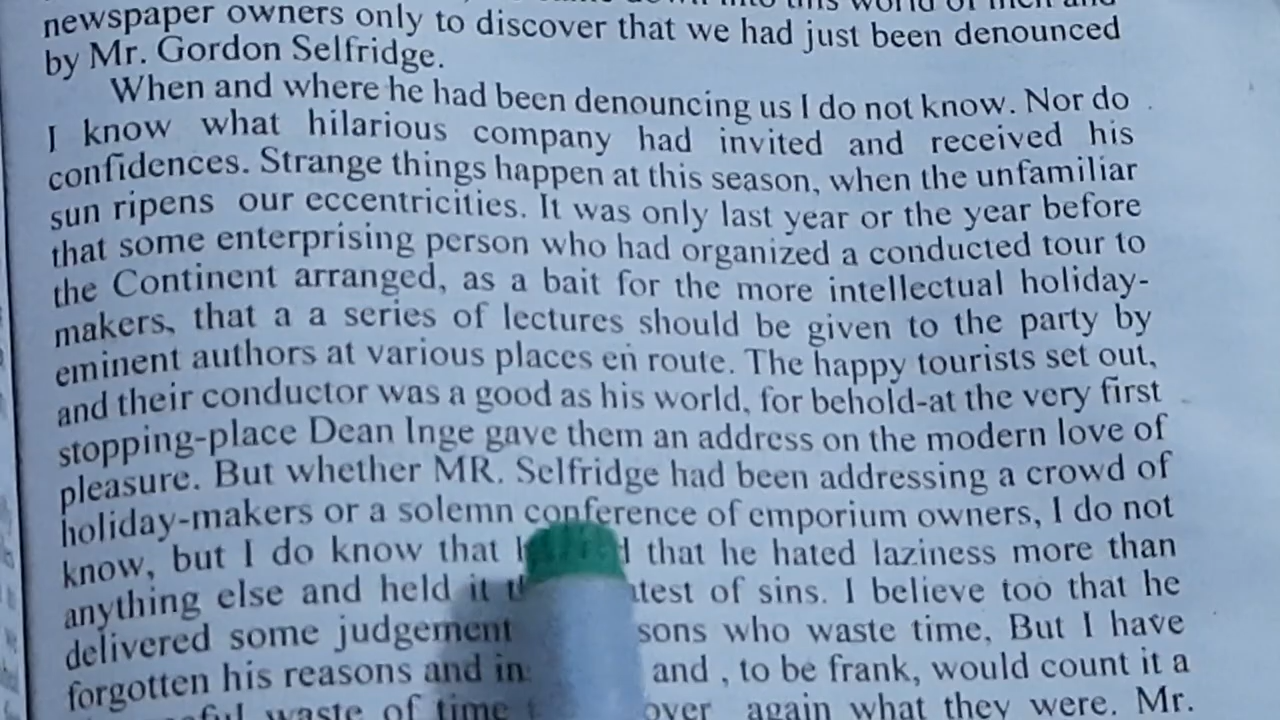 newspaper owners only to discover that we had just been denounced
by Mr. Gordon Selfridge.
When and where he had been denouncing us I do not know. Nor do
I know what hilarious company had invited and received his
confidences. Strange things happen at this season, when the unfamiliar
sun ripens our eccentricities. It was only last year or the year before
that some enterprising person who had organized a conducted tour to
the Continent arranged, as a bait for the more intellectual holiday-
makers, that a a series of lectures should be given to the party by
eminent authors at various places en route. The happy tourists set out,
and their conductor was a good as his world, for behold-at the very first
stopping-place Dean Inge gave them an address on the modern love of
pleasure. But whether MR. Selfridge had been addressing a crowd of
holiday-makers or a solemn conference of emporium owners, I do not
know, but I do know that that he hated laziness more than
anything else and held it of sins. I believe too that he
delivered some judgement who waste time, But I have
forgotten his reasons and and , to be frank, would count it a
waste of time over again what they were. Mr.